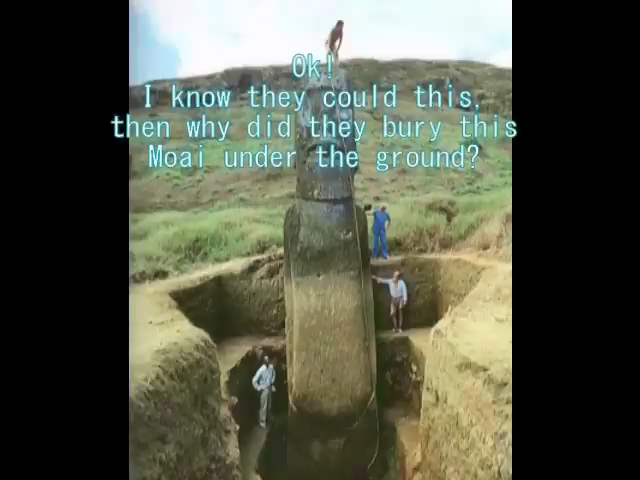 Ok!
I know they could this,
then why did they bury this
Moai under the ground?